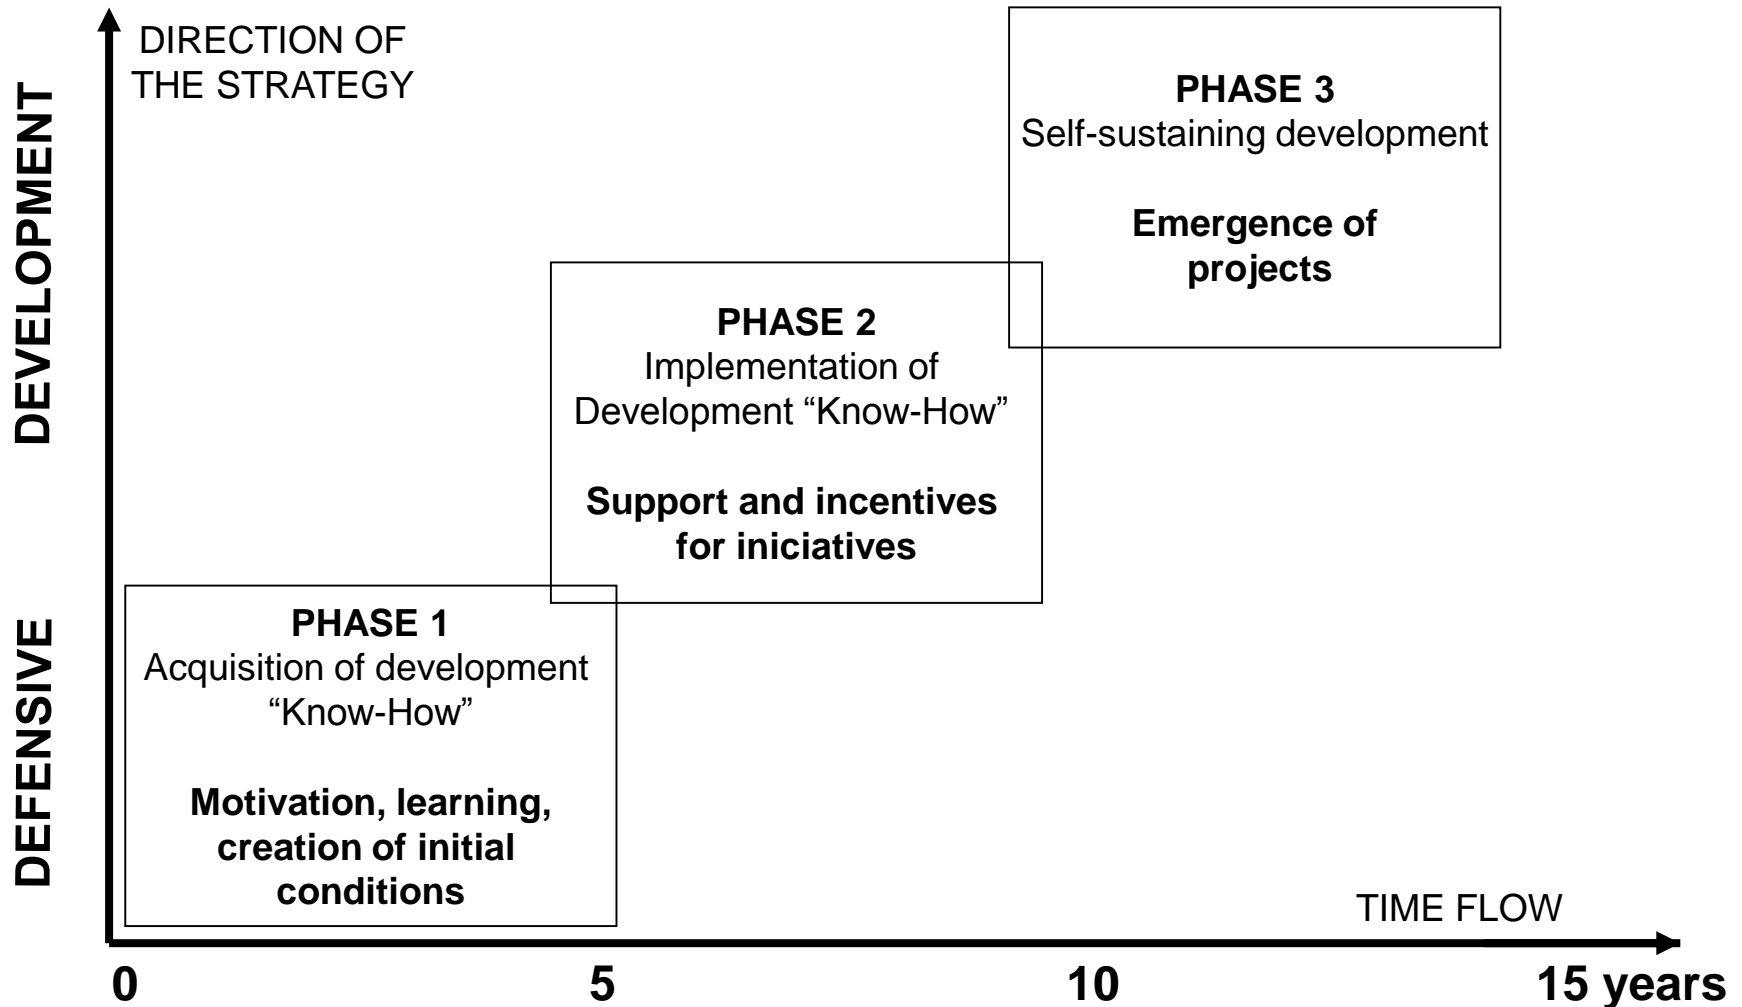 DIRECTION OF
THE STRATEGY
DEVELOPMENT
DEFENSIVE
PHASE 3
Self-sustaining development
Emergence of
projects
PHASE 2
Implementation of
Development “Know-How”
Support and incentives
for iniciatives
PHASE 1
Acquisition of development
“Know-How”
Motivation, learning,
creation of initial
conditions
TIME FLOW
0 5 10 15 years